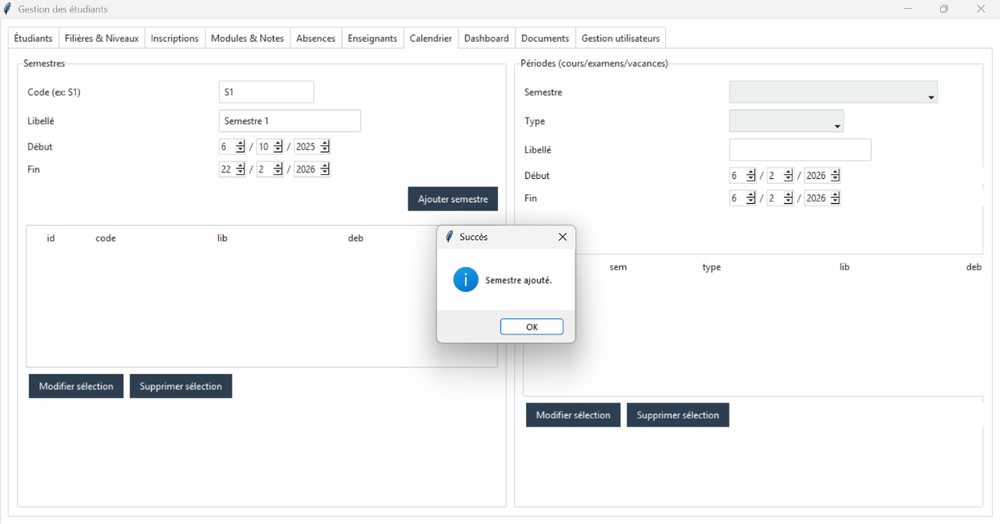 Gestion des étudiants
Étudiants Filières & Niveaux Inscriptions Modules & Notes Absences Enseignants Calendrier Dashboard Documents Gestion utilisateurs
Semestres
Code (ex: S1) S1
Libellé Semestre 1
Début 6 / 10 / 2025
Fin 22 / 2 / 2026
Ajouter semestre
id code lib deb
Modifier sélection Supprimer sélection
Périodes (cours/examens/vacances)
Semestre
Type
Libellé
Début 6 / 2 / 2026
Fin 6 / 2 / 2026
sem type lib deb
Modifier sélection Supprimer sélection
Succès
i
Semestre ajouté.
OK